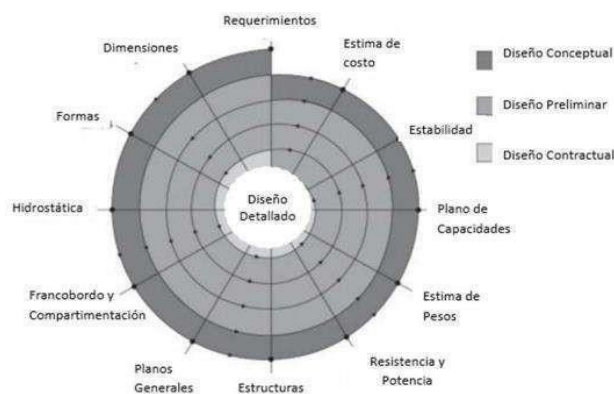 Requerimientos
Dimensiones
Estima de
costo
Diseño Conceptual
Diseño Preliminar
Diseño Contractual
Formas
Estabilidad
Hidrostática
Diseño
Detallado
Plano de
Capacidades
Francobordo y
Compartimentación
Estima de
Pesos
Planos
Generales
Estructuras
Resistencia y
Potencia